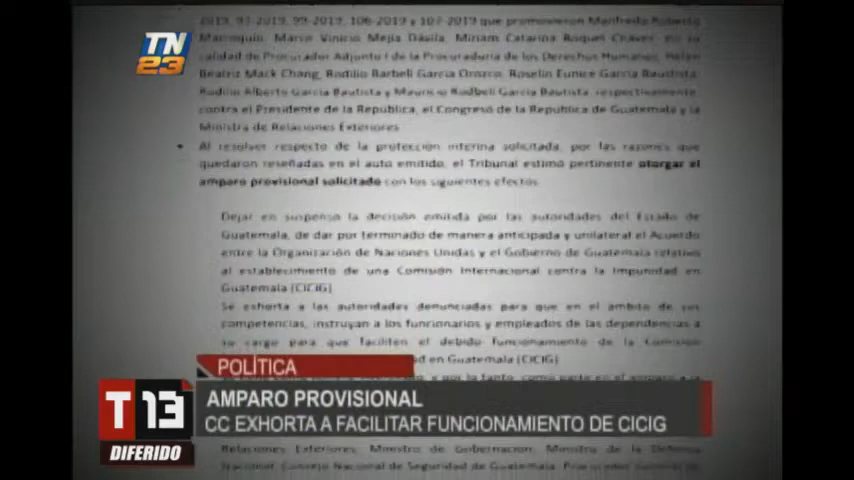 2019, 97-2019, 99-2019, 106-2019 y 107-2019 que promovieron Manfredo Roberto
Marroquín, Marco Vinicio Mejía Dávila, Miriam Catarina Roquel Chávez, en su
calidad de Procurador Adjunto I de la Procuraduría de los Derechos Humanos, Helen
Beatriz Mack Chang, Rodilio Barbeli García Orozco, Roselin Eunice García Bautista,
Rudilio Alberto García Bautista y Mauricio Rodbeli García Bautista, respectivamente,
contra el Presidente de la República, el Congreso de la República de Guatemala y la
Ministra de Relaciones Exteriores
TN
23
• Al resolver respecto de la protección interina solicitada, por las razones que
quedaron reseñadas en el auto emitido, el Tribunal estimó pertinente otorgar el
amparo provisional solicitado con los siguientes efectos
Dejar en suspenso la decisión emitida por las autoridades del Estado de
Guatemala, de dar por terminado de manera anticipada y unilateral el Acuerdo
entre la Organización de Naciones Unidas y el Gobierno de Guatemala relativo
al establecimiento de una Comisión Internacional contra la Impunidad en
Guatemala (CICIG)
Se exhorta a las autoridades denunciadas para que en el ámbito de sus
competencias, instruyan a los funcionarios y empleados de las dependencias a
su cargo para que faciliten el debido funcionamiento de la Comisión
en Guatemala (CICIG)
POLÍTICA
AMPARO PROVISIONAL
CC EXHORTA A FACILITAR FUNCIONAMIENTO DE CICIG
T 13
DIFERIDO
Relaciones Exteriores, Ministro de Gobernación, Ministro de la Defensa
Nacional, Consejo Nacional de Seguridad de Guatemala, Procurador General de